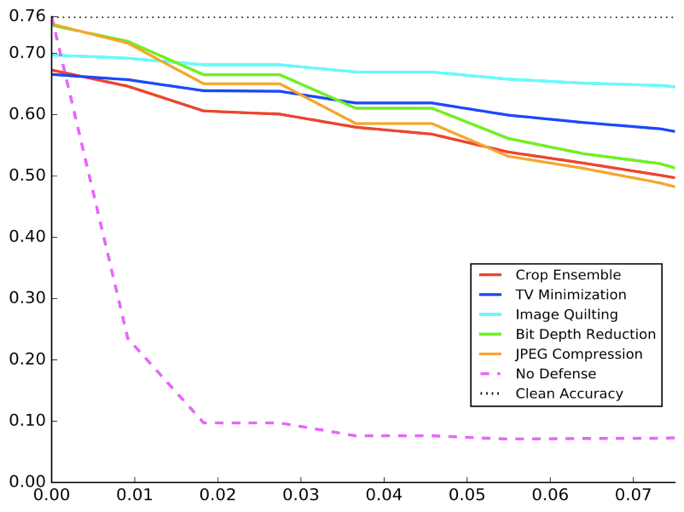 0.76
0.70
0.60
0.50
0.40
0.30
0.20
0.10
0.00
0.00 0.01 0.02 0.03 0.04 0.05 0.06 0.07
Crop Ensemble
TV Minimization
Image Quilting
Bit Depth Reduction
JPEG Compression
No Defense
Clean Accuracy